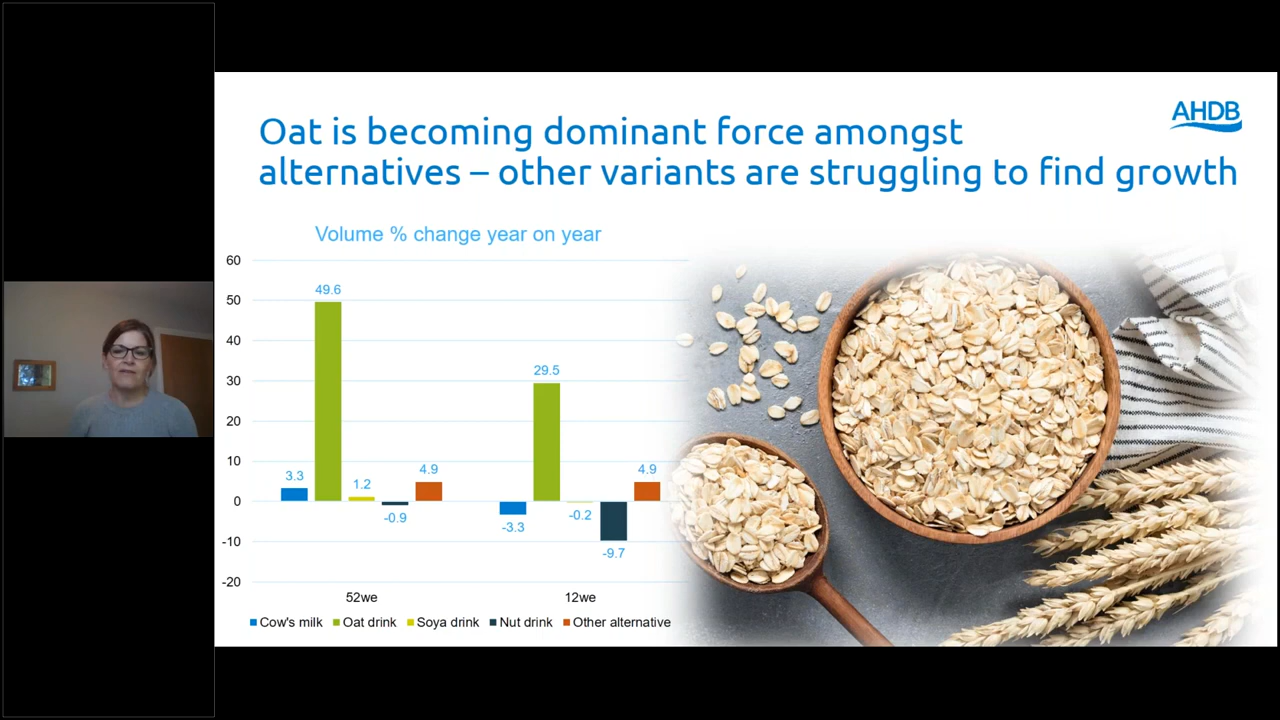 AHDB
Oat is becoming dominant force amongst
alternatives – other variants are struggling to find growth
Volume % change year on year
60
50
40
30
20
10
0
-10
-20
3.3
49.6
1.2
-0.9
4.9
-3.3
29.5
-0.2
-9.7
4.9
52we
12we
Cow's milk
Oat drink
Soya drink
Nut drink
Other alternative